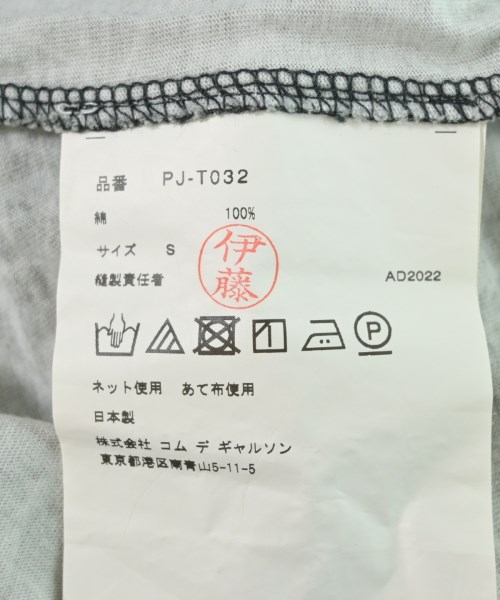 品番 PJ-T032
綿 100%
サイズ S
縫製責任者
伊藤
AD2022
P
ネット使用 あて布使用
日本製
株式会社 コム デ ギャルソン
東京都港区南青山5-11-5